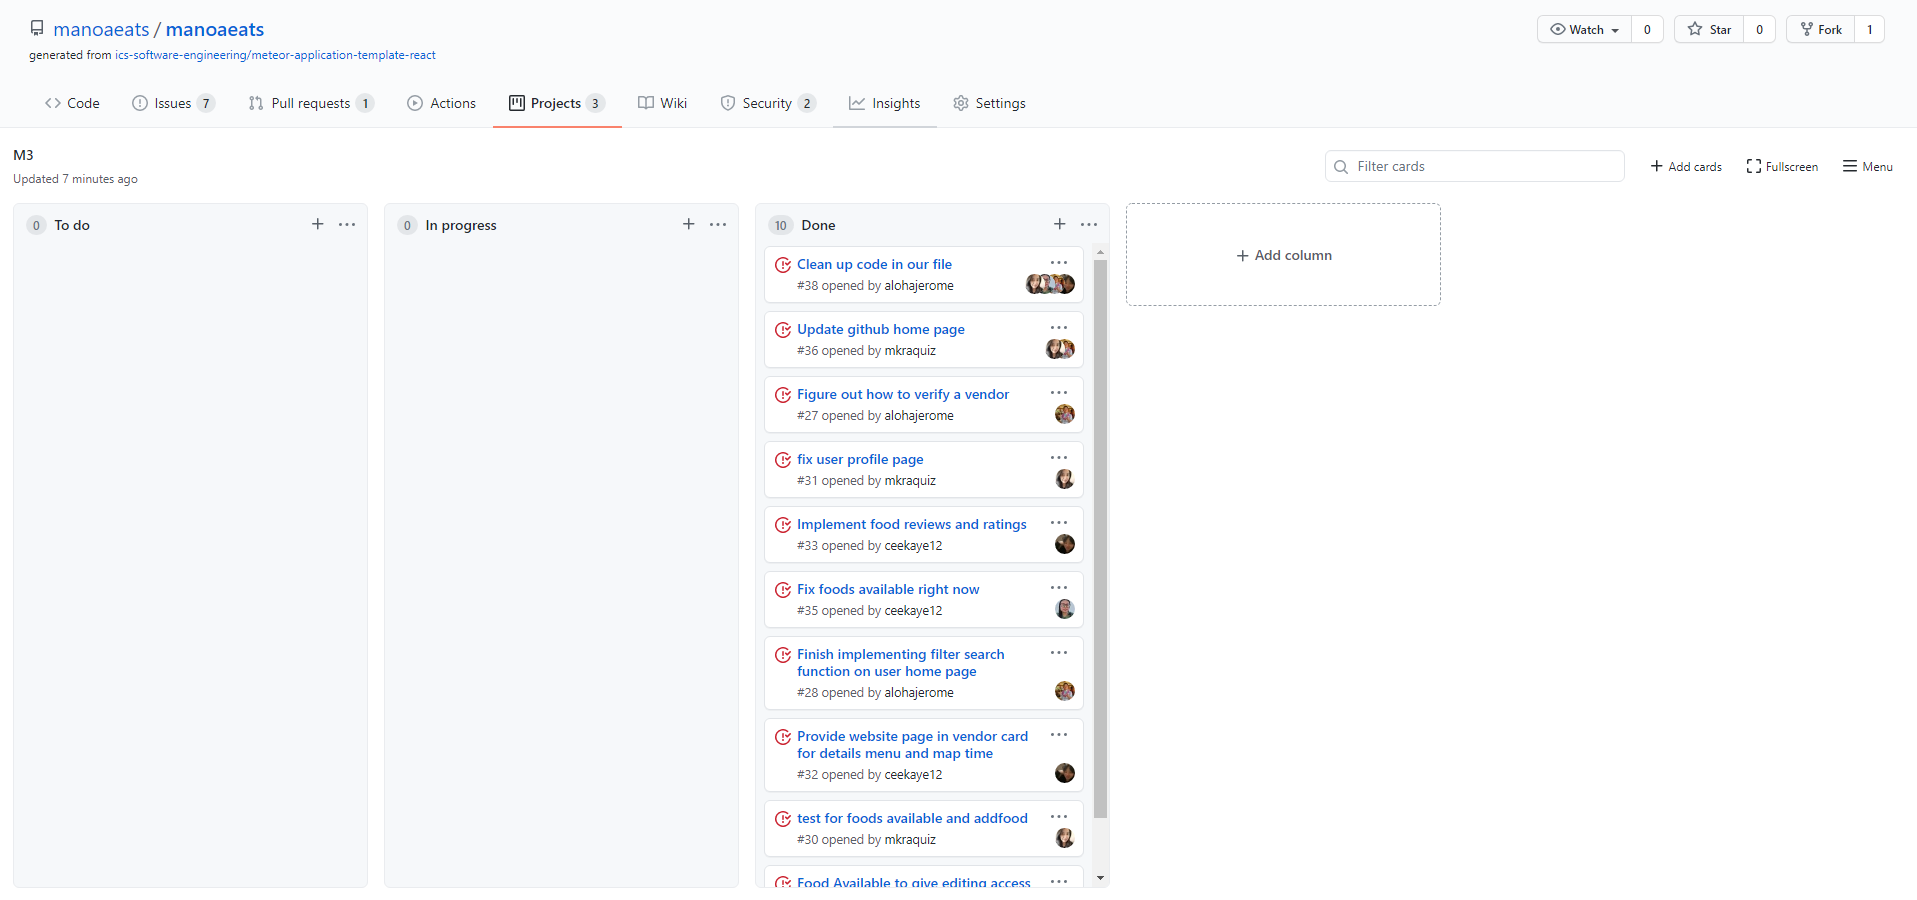 manoaeats / manoaeats
Watch 0
Star 0
Fork 1
generated from ics-software-engineering/meteor-application-template-react
Code
Issues 7
Pull requests 1
Actions
Projects 3
Wiki
Security 2
Insights
Settings
M3
Updated 7 minutes ago
Filter cards
Add cards
Fullscreen
Menu
0 To do
0 In progress
10 Done
Clean up code in our file
#38 opened by alohajerome
Update github home page
#36 opened by mkraquiz
Figure out how to verify a vendor
#27 opened by alohajerome
fix user profile page
#31 opened by mkraquiz
Implement food reviews and ratings
#33 opened by ceekaye12
Fix foods available right now
#35 opened by ceekaye12
Finish implementing filter search
function on user home page
#28 opened by alohajerome
Provide website page in vendor card
for details menu and map time
#32 opened by ceekaye12
test for foods available and addfood
#30 opened by mkraquiz
Food Available to give editing access
Add column